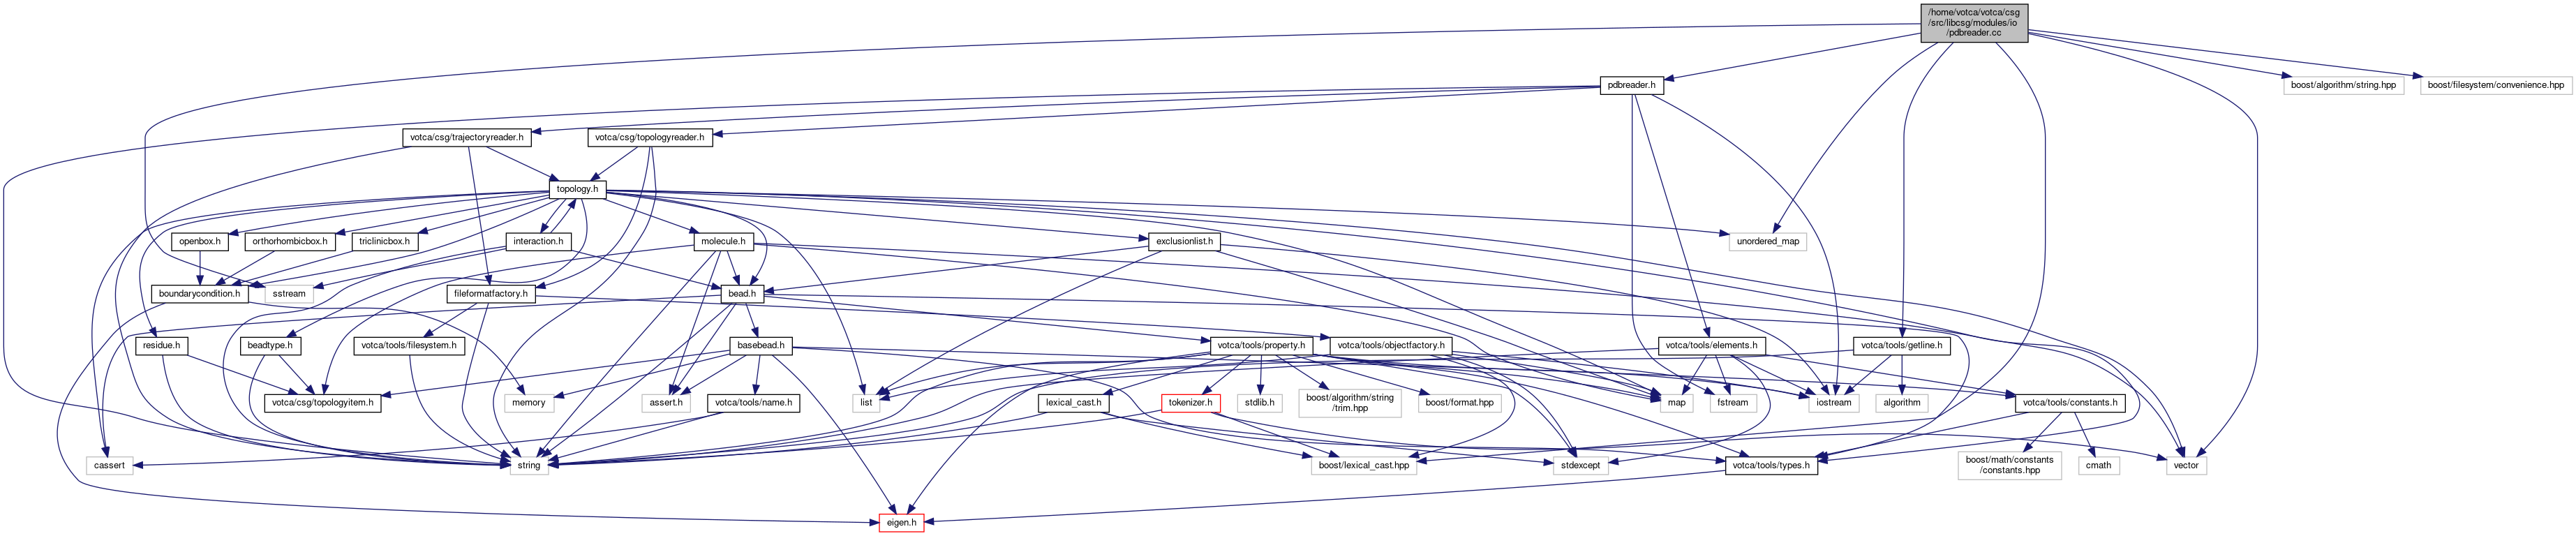 /home/votca/votca/csg
/src/libcsg/modules/io
/pdbreader.cc
pdbreader.h
boost/algorithm/string.hpp
boost/filesystem/convenience.hpp
votca/csg/trajectoryreader.h
votca/csg/topologyreader.h
topology.h
openbox.h
orthorhombicbox.h
triclinicbox.h
interaction.h
molecule.h
exclusionlist.h
unordered_map
boundarycondition.h
sstream
fileformatfactory.h
bead.h
residue.h
beadtype.h
votca/tools/filesystem.h
basebead.h
votca/tools/property.h
votca/tools/objectfactory.h
votca/tools/elements.h
votca/tools/getline.h
votca/csg/topologyitem.h
memory
assert.h
votca/tools/name.h
list
lexical_cast.h
tokenizer.h
stdlib.h
boost/algorithm/string
/trim.hpp
boost/format.hpp
map
fstream
iostream
algorithm
votca/tools/constants.h
cassert
string
boost/lexical_cast.hpp
stdexcept
votca/tools/types.h
boost/math/constants
/constants.hpp
cmath
vector
eigen.h